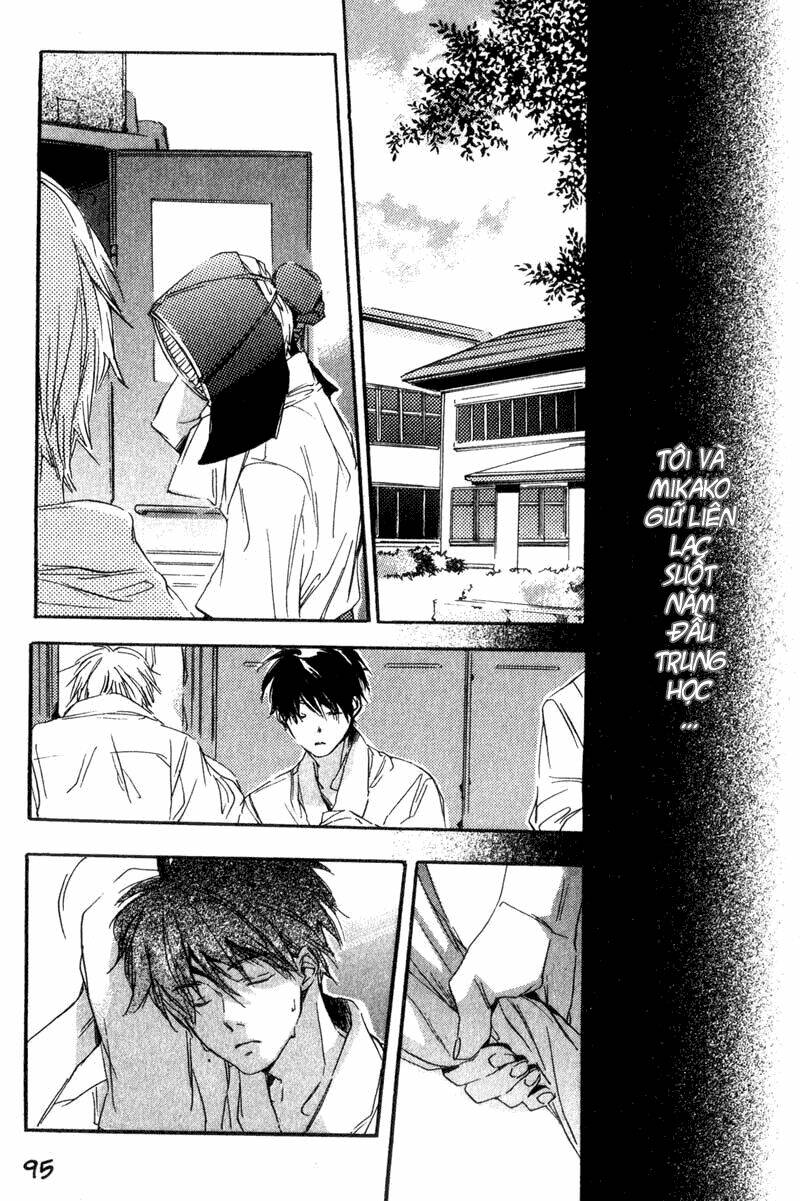 TÔI VÀ
MIKAKO
GIỮ LIÊN
LẠC
SUỐT
NĂM
ĐẦU
TRUNG
HỌC
...
95